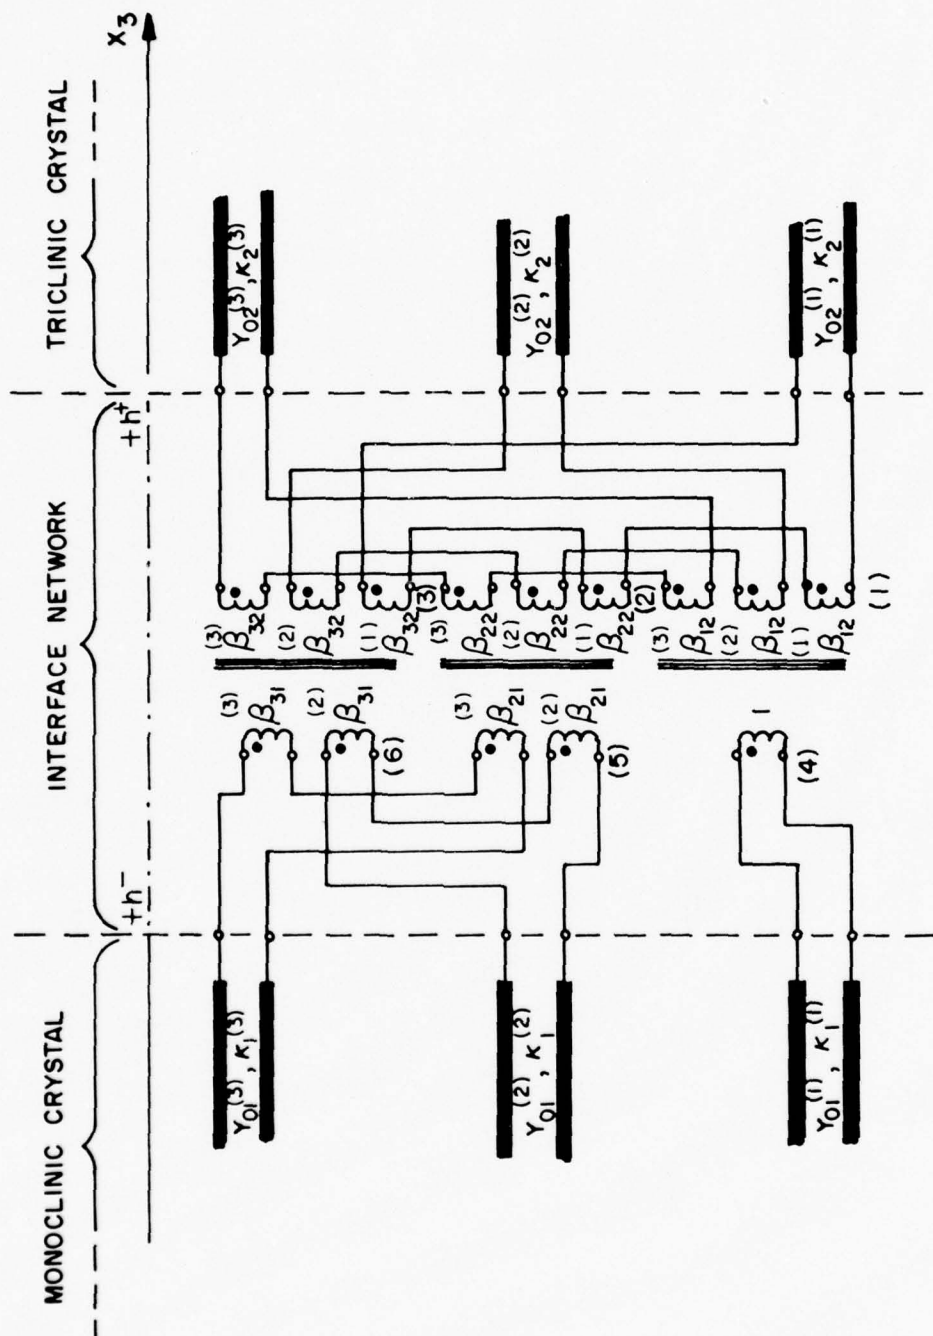 MONOCLINIC CRYSTAL
INTERFACE NETWORK
TRICLINIC CRYSTAL
+h⁻
+h⁺
X₃
Y₀₁⁽³⁾, κ₁⁽³⁾
(3) β₃₁
(2) β₃₁
(6)
(3) β₃₂
(2) β₃₂
(1) β₃₂
(3)
Y₀₂⁽³⁾, κ₂⁽³⁾
Y₀₁⁽²⁾, κ₁⁽²⁾
(3) β₂₁
(2) β₂₁
(5)
(3) β₂₂
(2) β₂₂
(1) β₂₂
(2)
Y₀₂⁽²⁾, κ₂⁽²⁾
Y₀₁⁽¹⁾, κ₁⁽¹⁾
1
(4)
(3) β₁₂
(2) β₁₂
(1) β₁₂
(1)
Y₀₂⁽¹⁾, κ₂⁽¹⁾